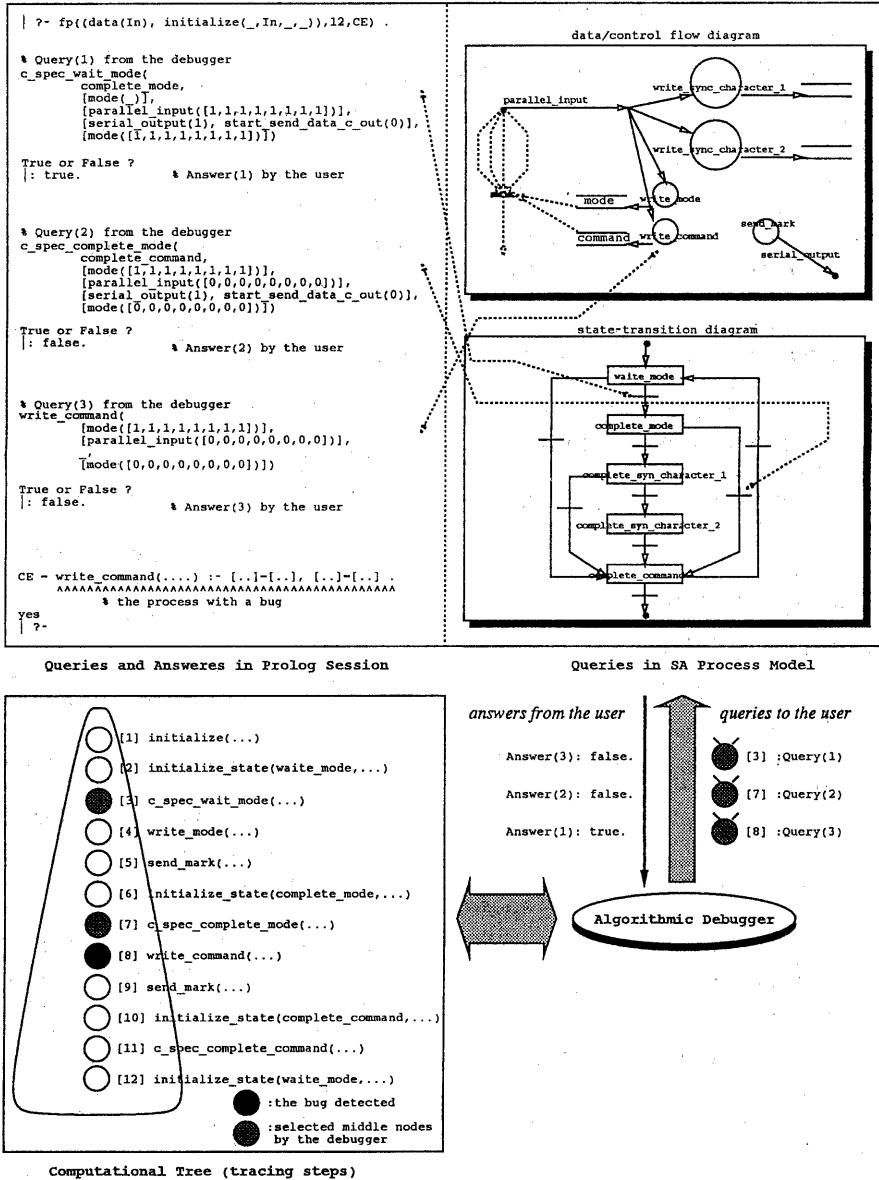 | ?- fp((data(In), initialize(_,In,_,_)),12,CE) .
% Query(1) from the debugger
c_spec_wait_mode(
complete_mode,
[mode(_)],
[parallel_input([1,1,1,1,1,1,1,1])],
[serial_output(1), start_send_data_c_out(0)],
[mode([1,1,1,1,1,1,1,1])])
True or False ?
|: true. % Answer(1) by the user
% Query(2) from the debugger
c_spec_complete_mode(
complete_command,
[mode([1,1,1,1,1,1,1,1])],
[parallel_input([0,0,0,0,0,0,0,0])],
[serial_output(1), start_send_data_c_out(0)],
[mode([0,0,0,0,0,0,0,0])])
True or False ?
|: false. % Answer(2) by the user
% Query(3) from the debugger
write_command(
[mode([1,1,1,1,1,1,1,1])],
[parallel_input([0,0,0,0,0,0,0,0])],
_,
[mode([0,0,0,0,0,0,0,0])])
True or False ?
|: false. % Answer(3) by the user
CE = write_command(....) :- [..]=[..], [..]=[..] .
^^^^^^^^^^^^^^^^^^^^^^^^^^^^^^^^^^^^^^^^^^^^^
% the process with a bug
yes
| ?-
data/control flow diagram
parallel_input
write_sync_character_1
write_sync_character_2
mode
write_mode
command
write_command
send_mark
serial_output
state-transition diagram
waite_mode
complete_mode
complete_syn_character_1
complete_syn_character_2
complete_command
Queries and Answeres in Prolog Session
Queries in SA Process Model
[1] initialize(...)
[2] initialize_state(waite_mode,...)
[3] c_spec_wait_mode(...)
[4] write_mode(...)
[5] send_mark(...)
[6] initialize_state(complete_mode,...)
[7] c_spec_complete_mode(...)
[8] write_command(...)
[9] send_mark(...)
[10] initialize_state(complete_command,...)
[11] c_spec_complete_command(...)
[12] initialize_state(waite_mode,...)
:the bug detected
:selected middle nodes
by the debugger
answers from the user
queries to the user
Answer(3): false. [3] :Query(1)
Answer(2): false. [7] :Query(2)
Answer(1): true. [8] :Query(3)
Algorithmic Debugger
Computational Tree (tracing steps)